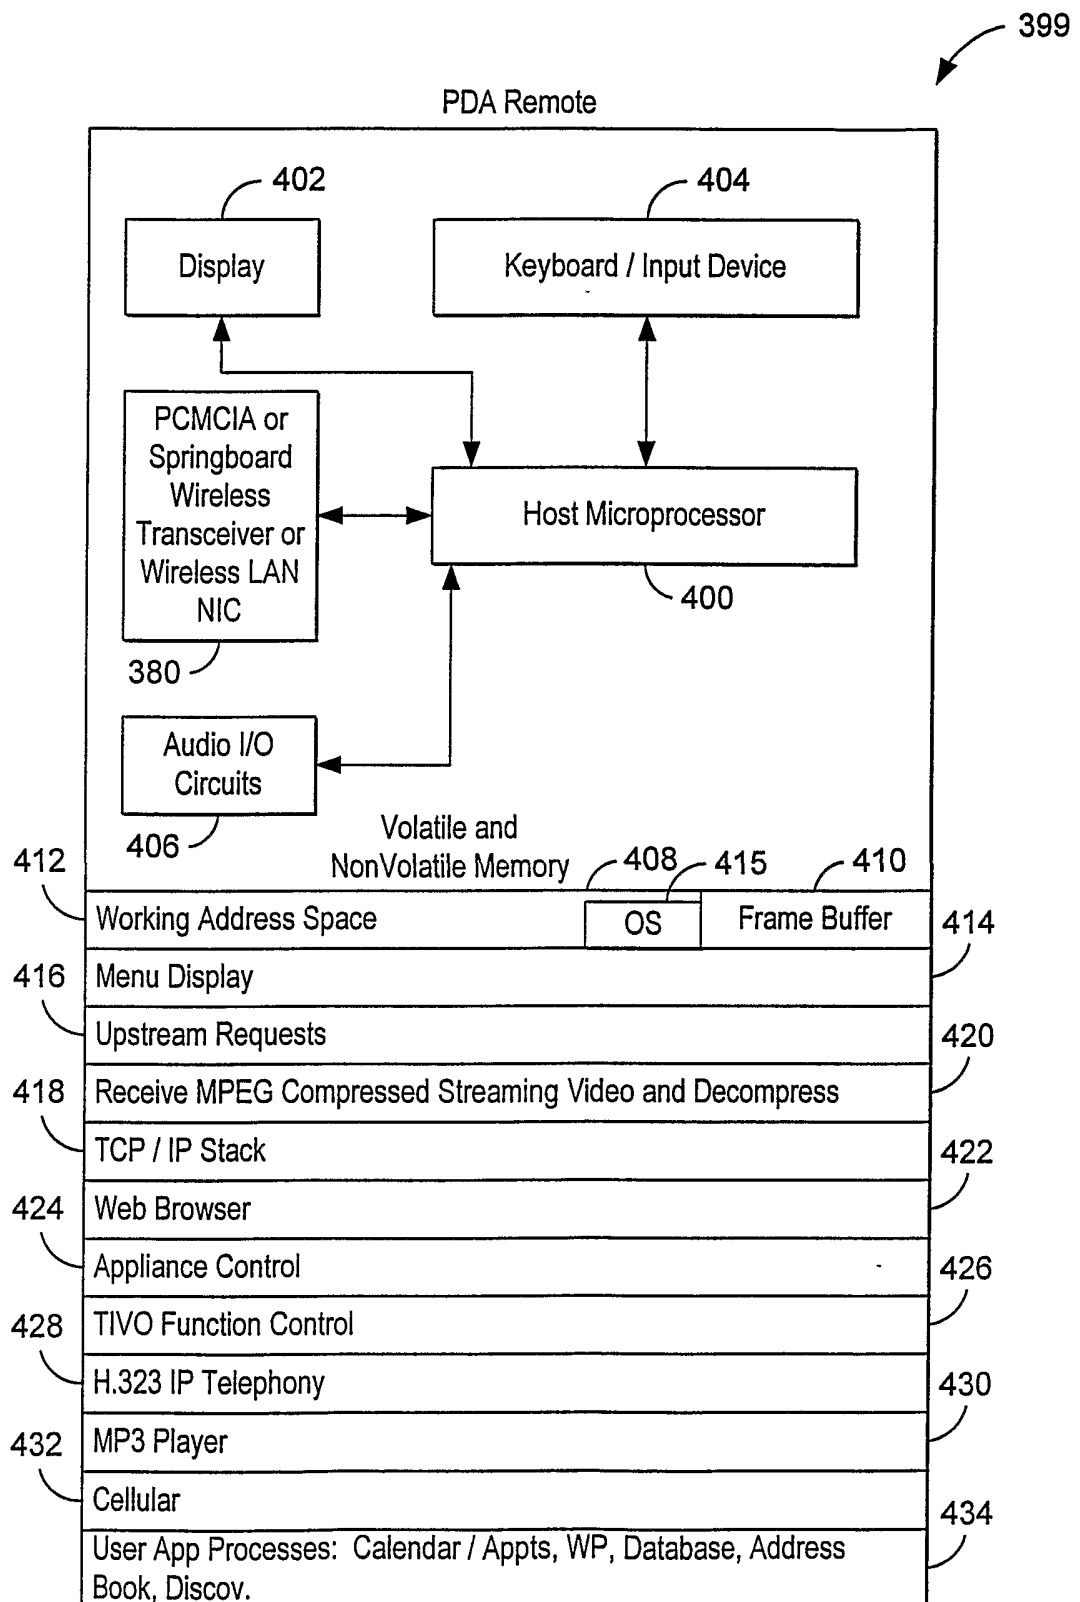 399
PDA Remote
402
404
Display
Keyboard / Input Device
PCMCIA or
Springboard
Wireless
Transceiver or
Wireless LAN
NIC
Host Microprocessor
400
380
Audio I/O
Circuits
406
Volatile and
NonVolatile Memory
408
415
410
412
Working Address Space
OS
Frame Buffer
414
416
Menu Display
Upstream Requests
420
418
Receive MPEG Compressed Streaming Video and Decompress
TCP / IP Stack
422
424
Web Browser
Appliance Control
426
428
TIVO Function Control
H.323 IP Telephony
430
432
MP3 Player
Cellular
434
User App Processes: Calendar / Appts, WP, Database, Address
Book, Discov.